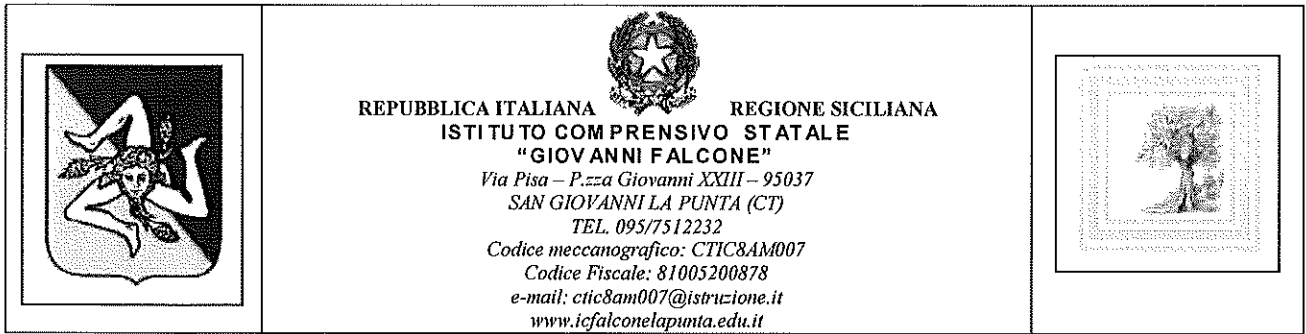 REPUBBLICA ITALIANA REGIONE SICILIANA
ISTITUTO COMPRENSIVO STATALE
"GIOVANNI FALCONE"
Via Pisa – P.zza Giovanni XXIII – 95037
SAN GIOVANNI LA PUNTA (CT)
TEL. 095/7512232
Codice meccanografico: CTIC8AM007
Codice Fiscale: 81005200878
e-mail: ctic8am007@istruzione.it
www.icfalconelapunta.edu.it